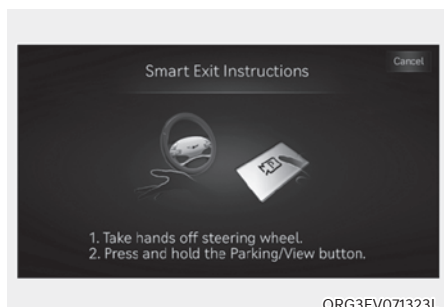 Smart Exit Instructions
Cancel
1. Take hands off steering wheel.
2. Press and hold the Parking/View button.
ORG3EV071323L